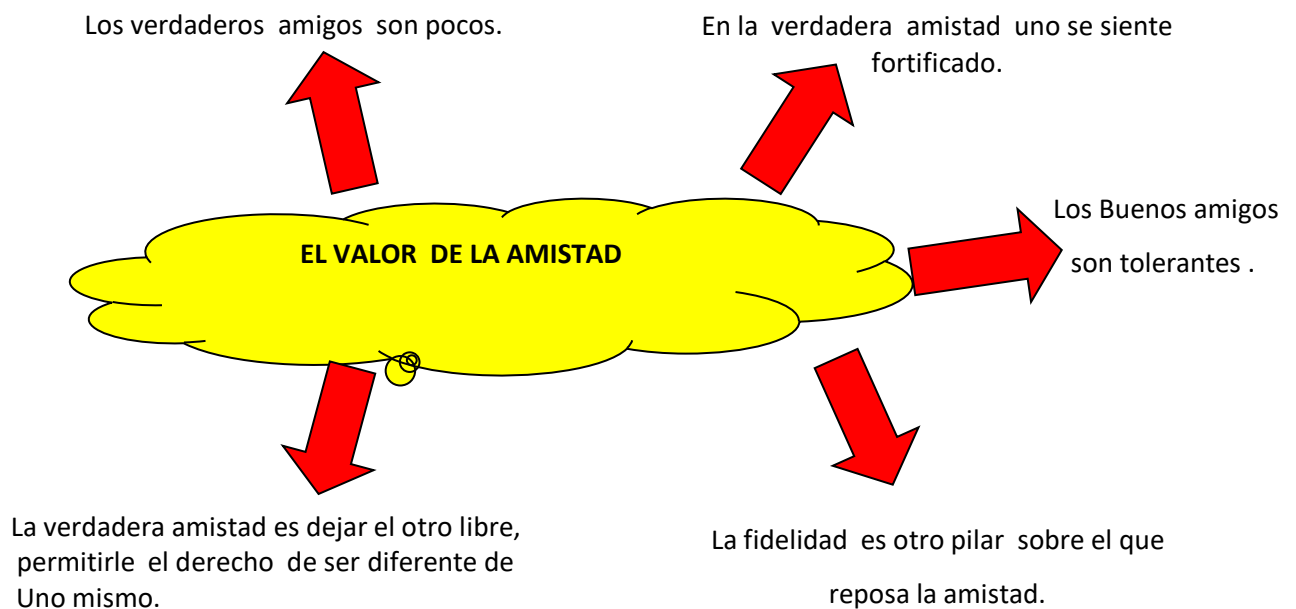 Los verdaderos amigos son pocos.
En la verdadera amistad uno se siente
fortificado.
EL VALOR DE LA AMISTAD
Los Buenos amigos
son tolerantes .
La verdadera amistad es dejar el otro libre,
permitirle el derecho de ser diferente de
Uno mismo.
La fidelidad es otro pilar sobre el que
reposa la amistad.